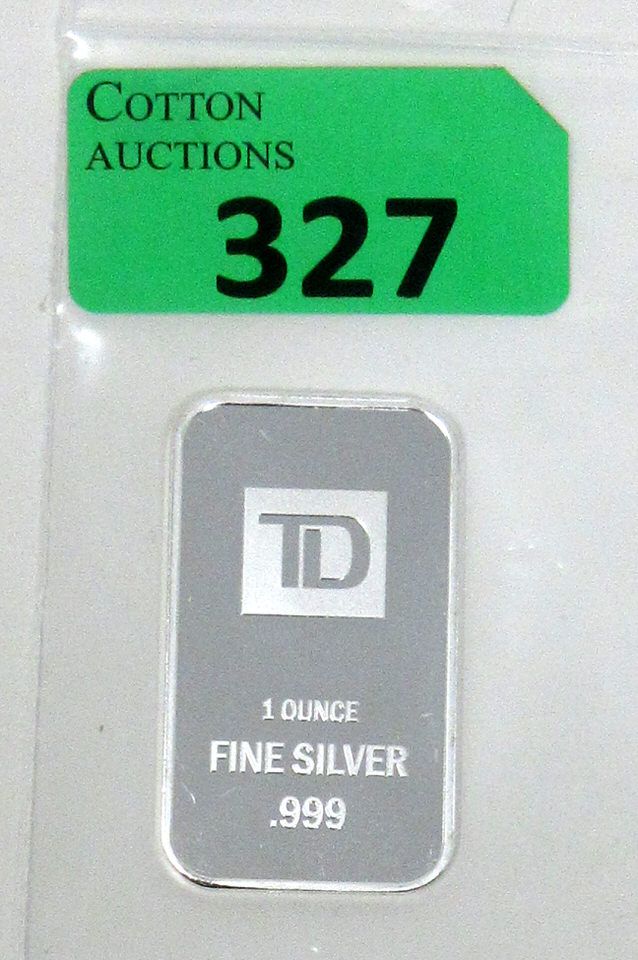 COTTON
AUCTIONS
327
TD
1 OUNCE
FINE SILVER
.999